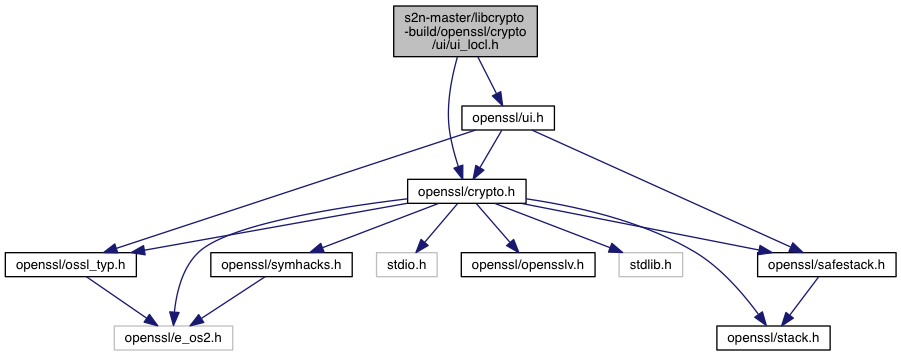 s2n-master/libcrypto
-build/openssl/crypto
/ui/ui_locl.h
openssl/ui.h
openssl/crypto.h
openssl/ossl_typ.h
openssl/symhacks.h
stdio.h
openssl/opensslv.h
stdlib.h
openssl/safestack.h
openssl/e_os2.h
openssl/stack.h